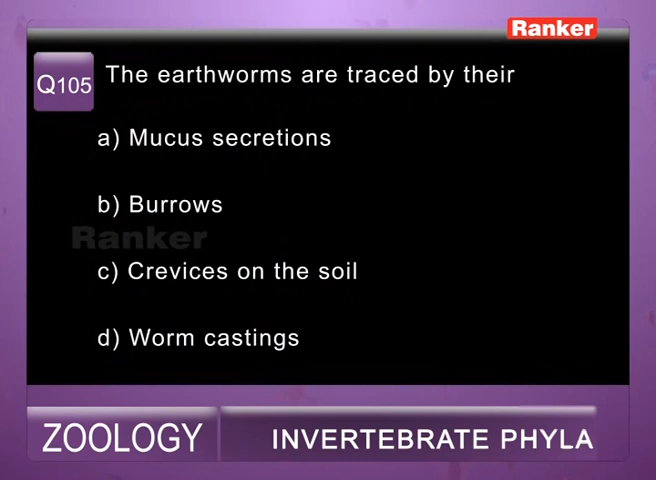 Ranker
Q105 The earthworms are traced by their
a) Mucus secretions
b) Burrows
Ranker
c) Crevices on the soil
d) Worm castings
ZOOLOGY INVERTEBRATE PHYLA